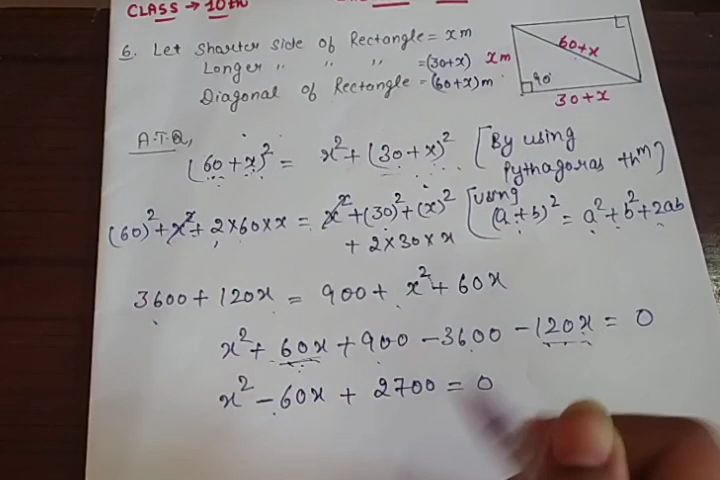 CLASS → 10th
6. Let Sharter side of Rectangle = x m
Longer " " " = (30+x)
Diagonal of Rectangle = (60+x) m
60+x
x m
90°
30+x
A.T.Q,
(60+x)² = x² + (30+x)² [By using Pythagoras thm]
(60)² + x² + 2×60×x = x² + (30)² + (x)² + 2×30×x [using (a+b)² = a²+b²+2ab]
3600 + 120x = 900 + x² + 60x
x² + 60x + 900 - 3600 - 120x = 0
x² - 60x + 2700 = 0